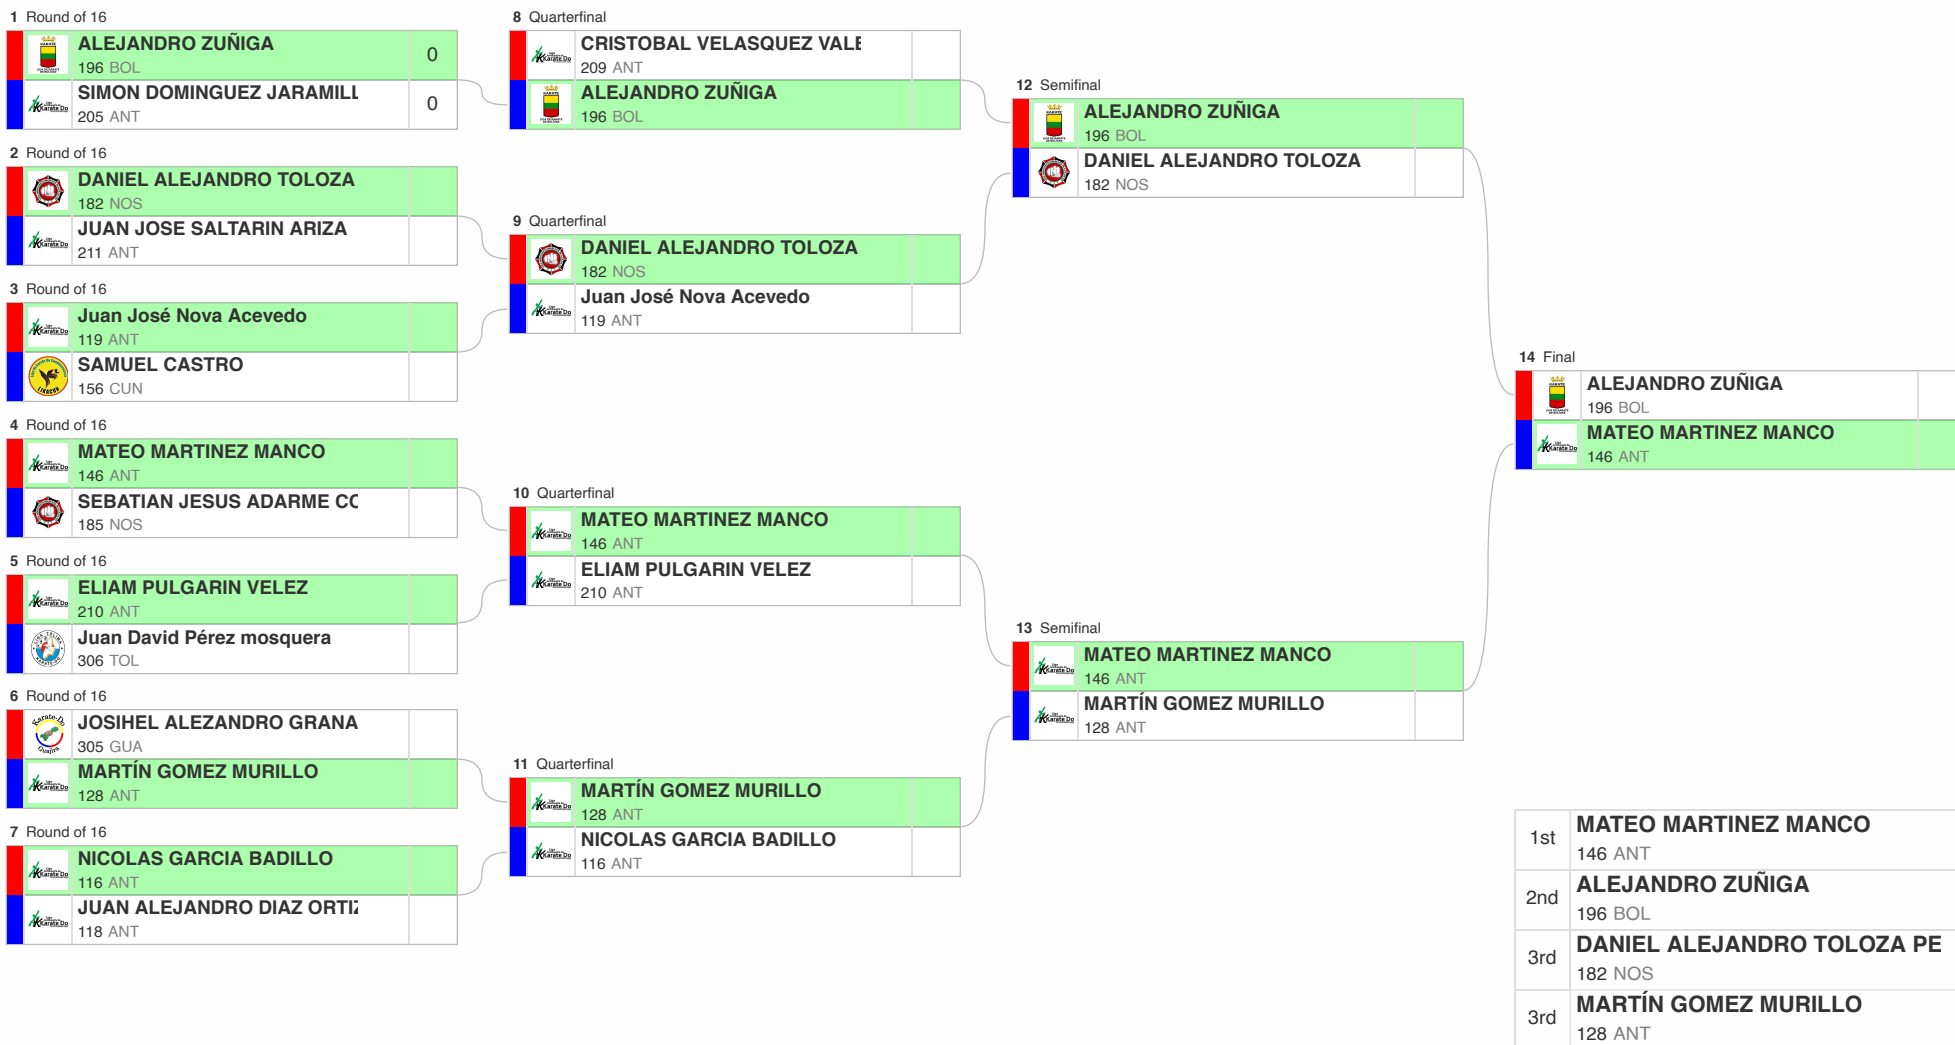 1 Round of 16
ALEJANDRO ZUÑIGA 0
196 BOL
SIMON DOMINGUEZ JARAMILL 0
205 ANT
2 Round of 16
DANIEL ALEJANDRO TOLOZA
182 NOS
JUAN JOSE SALTARIN ARIZA
211 ANT
3 Round of 16
Juan José Nova Acevedo
119 ANT
SAMUEL CASTRO
156 CUN
4 Round of 16
MATEO MARTINEZ MANCO
146 ANT
SEBATIAN JESUS ADARME CO
185 NOS
5 Round of 16
ELIAM PULGARIN VELEZ
210 ANT
Juan David Pérez mosquera
306 TOL
6 Round of 16
JOSIHEL ALEZANDRO GRANA
305 GUA
MARTÍN GOMEZ MURILLO
128 ANT
7 Round of 16
NICOLAS GARCIA BADILLO
116 ANT
JUAN ALEJANDRO DIAZ ORTIZ
118 ANT
8 Quarterfinal
CRISTOBAL VELASQUEZ VALE
209 ANT
ALEJANDRO ZUÑIGA
196 BOL
9 Quarterfinal
DANIEL ALEJANDRO TOLOZA
182 NOS
Juan José Nova Acevedo
119 ANT
10 Quarterfinal
MATEO MARTINEZ MANCO
146 ANT
ELIAM PULGARIN VELEZ
210 ANT
11 Quarterfinal
MARTÍN GOMEZ MURILLO
128 ANT
NICOLAS GARCIA BADILLO
116 ANT
12 Semifinal
ALEJANDRO ZUÑIGA
196 BOL
DANIEL ALEJANDRO TOLOZA
182 NOS
13 Semifinal
MATEO MARTINEZ MANCO
146 ANT
MARTÍN GOMEZ MURILLO
128 ANT
14 Final
ALEJANDRO ZUÑIGA
196 BOL
MATEO MARTINEZ MANCO
146 ANT
1st MATEO MARTINEZ MANCO
146 ANT
2nd ALEJANDRO ZUÑIGA
196 BOL
3rd DANIEL ALEJANDRO TOLOZA PE
182 NOS
3rd MARTÍN GOMEZ MURILLO
128 ANT